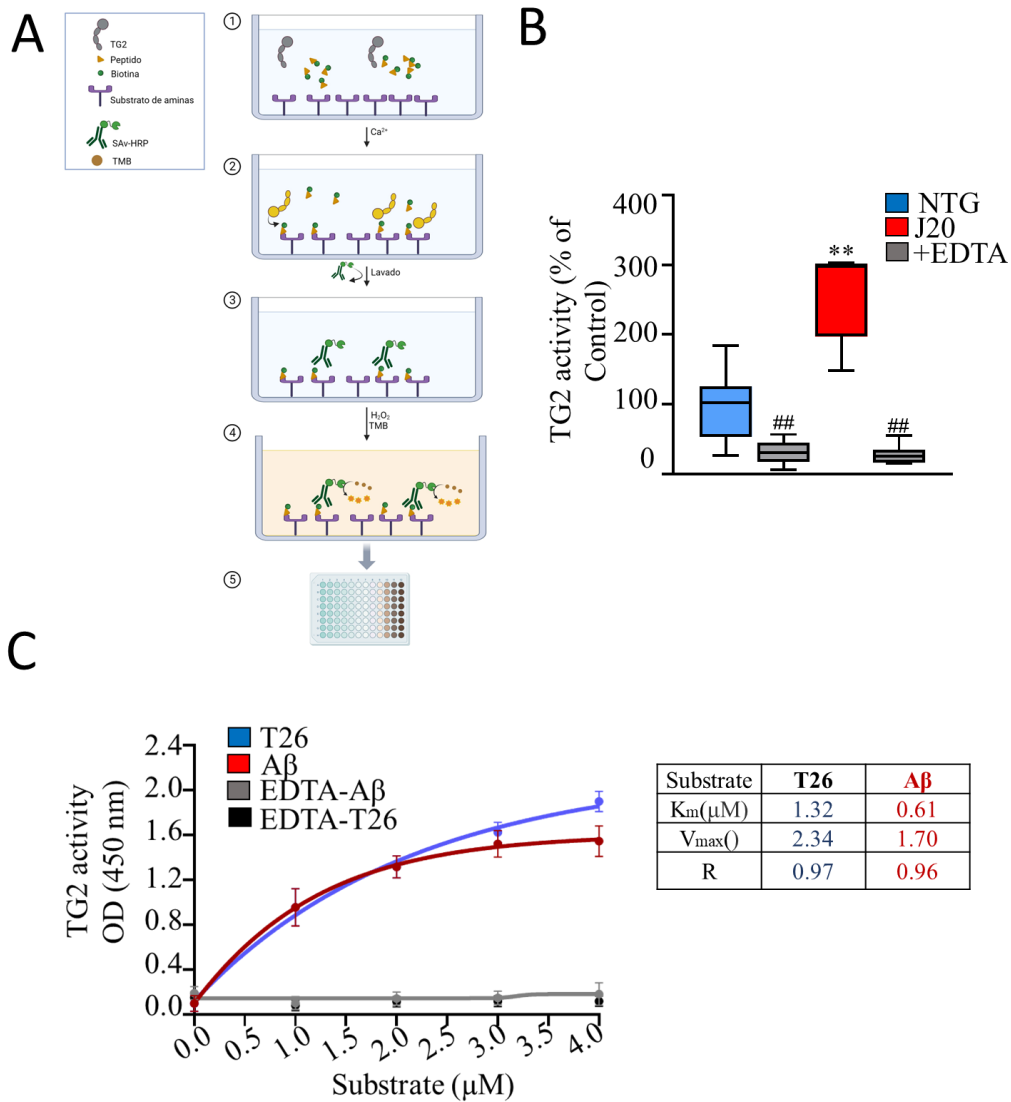 A
TG2
Peptido
Biotina
Substrato de aminas
SAv-HRP
TMB
1
Ca²⁺
2
Lavado
3
H₂O₂
TMB
4
5
B
TG2 activity (% of
Control)
400
300
200
100
0
NTG
J20
+EDTA
**
##
##
C
TG2 activity
OD (450 nm)
2.4
2.0
1.6
1.2
0.8
0.4
0.0
T26
Aβ
EDTA-Aβ
EDTA-T26
0.0 0.5 1.0 1.5 2.0 2.5 3.0 3.5 4.0
Substrate (μM)
Substrate T26 Aβ
Km(μM) 1.32 0.61
Vmax() 2.34 1.70
R 0.97 0.96